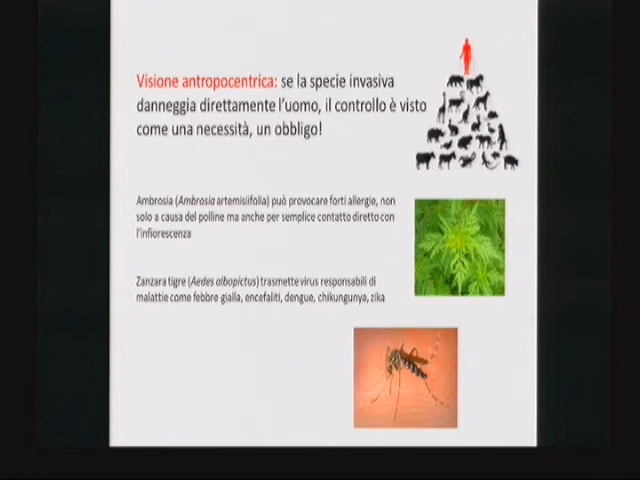 Visione antropocentrica: se la specie invasiva
danneggia direttamente l'uomo, il controllo è visto
come una necessità, un obbligo!
Ambrosia (Ambrosia artemisiifolia) può provocare forti allergie, non
solo a causa del polline ma anche per semplice contatto diretto con
l'infiorescenza
Zanzara tigre (Aedes albopictus) trasmette virus responsabili di
malattie come febbre gialla, encefaliti, dengue, chikungunya, zika